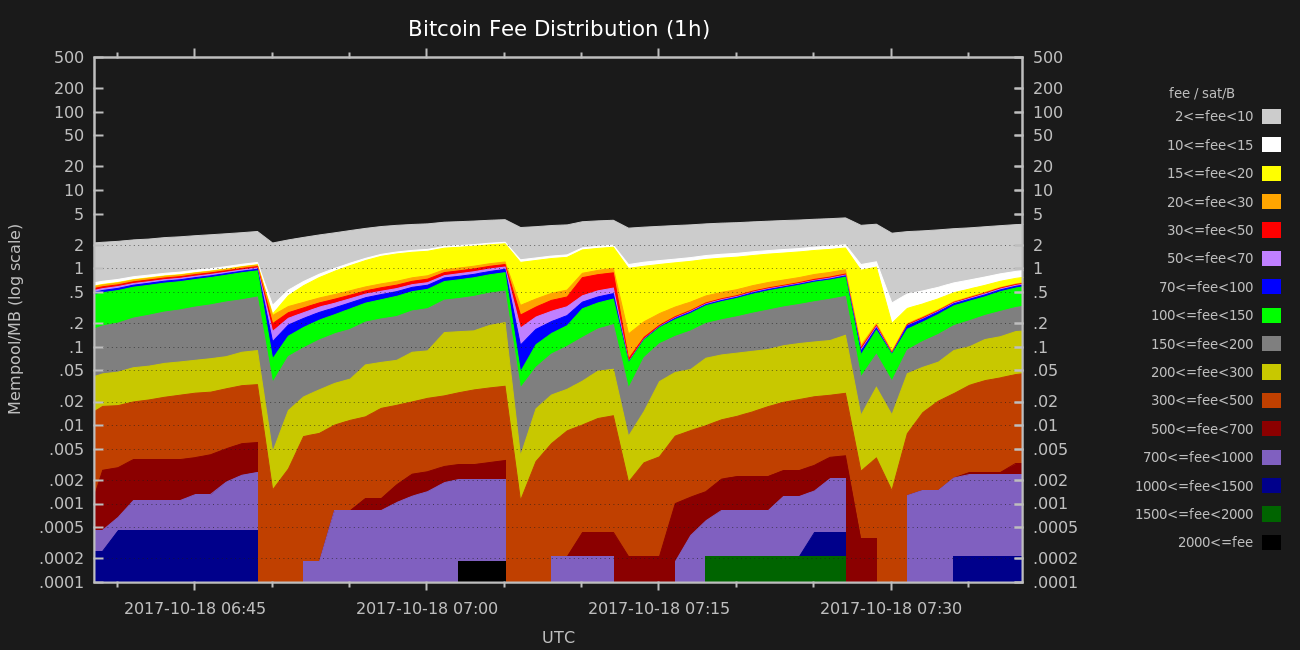 Bitcoin Fee Distribution (1h)
Mempool/MB (log scale)
500
200
100
50
20
10
5
2
1
.5
.2
.1
.05
.02
.01
.005
.002
.001
.0005
.0002
.0001
500
200
100
50
20
10
5
2
1
.5
.2
.1
.05
.02
.01
.005
.002
.001
.0005
.0002
.0001
2017-10-18 06:45
2017-10-18 07:00
2017-10-18 07:15
2017-10-18 07:30
UTC
fee / sat/B
2<=fee<10
10<=fee<15
15<=fee<20
20<=fee<30
30<=fee<50
50<=fee<70
70<=fee<100
100<=fee<150
150<=fee<200
200<=fee<300
300<=fee<500
500<=fee<700
700<=fee<1000
1000<=fee<1500
1500<=fee<2000
2000<=fee